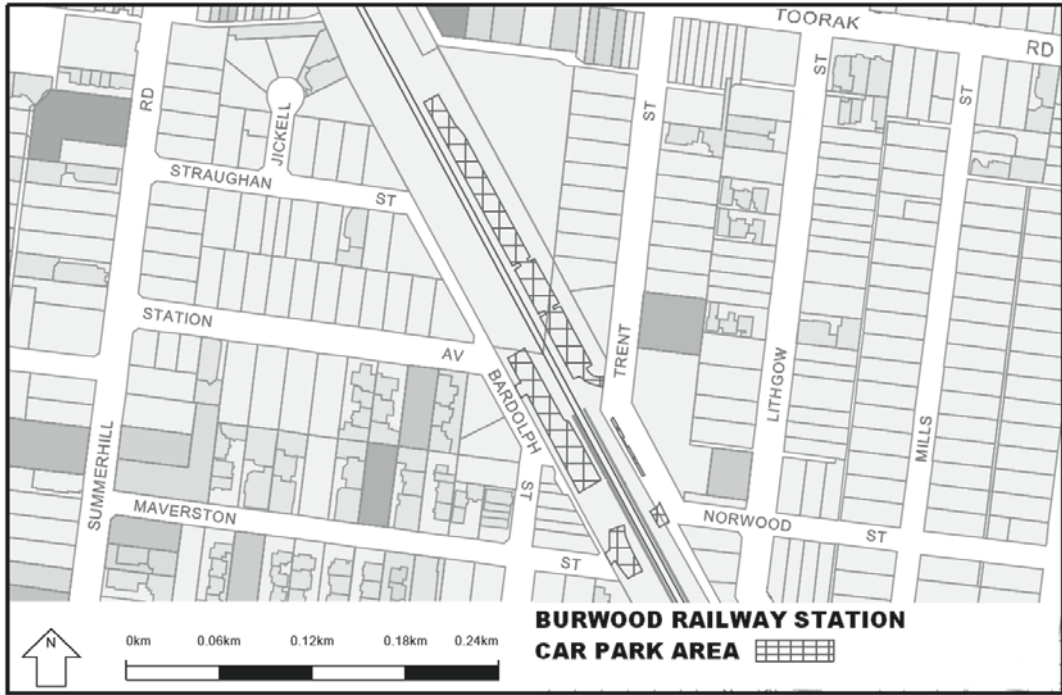 TOORAK
RD
ST
ST
ST
RD
JICKELL
STRAUGHAN
ST
STATION
AV
BARDOLPH
ST
TRENT
LITHGOW
MILLS
SUMMERHILL
MAVERSTON
ST
NORWOOD
ST
N
0km 0.06km 0.12km 0.18km 0.24km
BURWOOD RAILWAY STATION
CAR PARK AREA